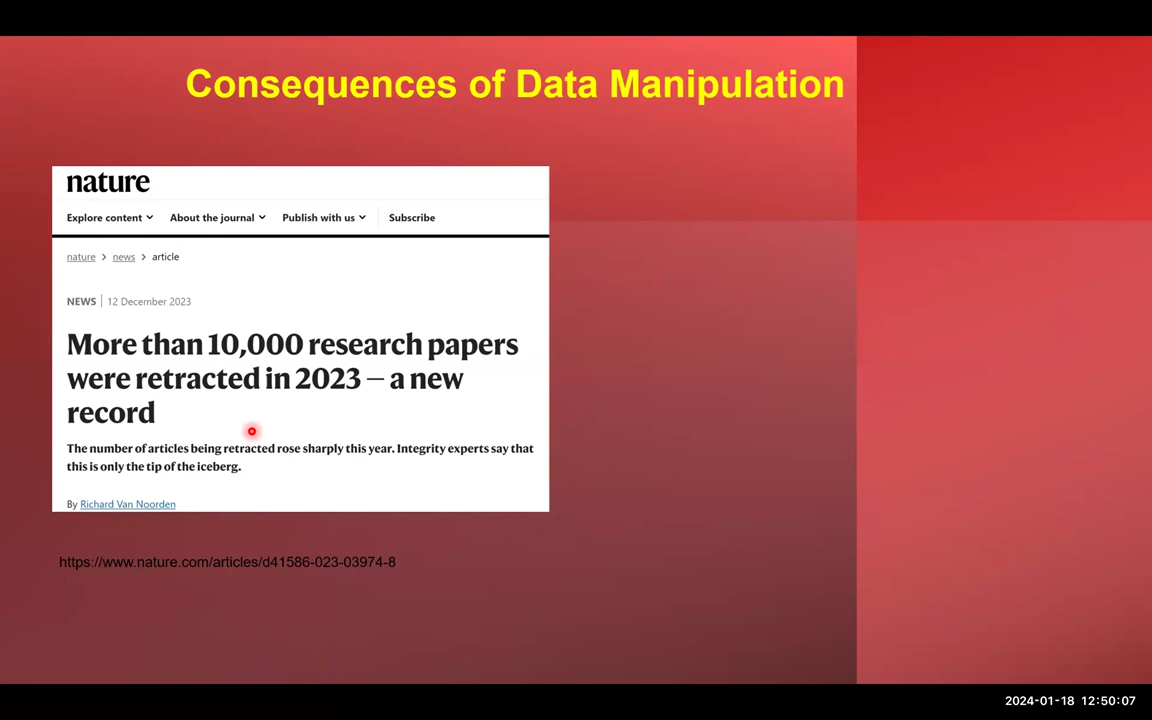 Consequences of Data Manipulation
nature
Explore content About the journal Publish with us Subscribe
nature > news > article
NEWS | 12 December 2023
More than 10,000 research papers
were retracted in 2023 — a new
record
The number of articles being retracted rose sharply this year. Integrity experts say that
this is only the tip of the iceberg.
By Richard Van Noorden
https://www.nature.com/articles/d41586-023-03974-8
2024-01-18 12:50:07